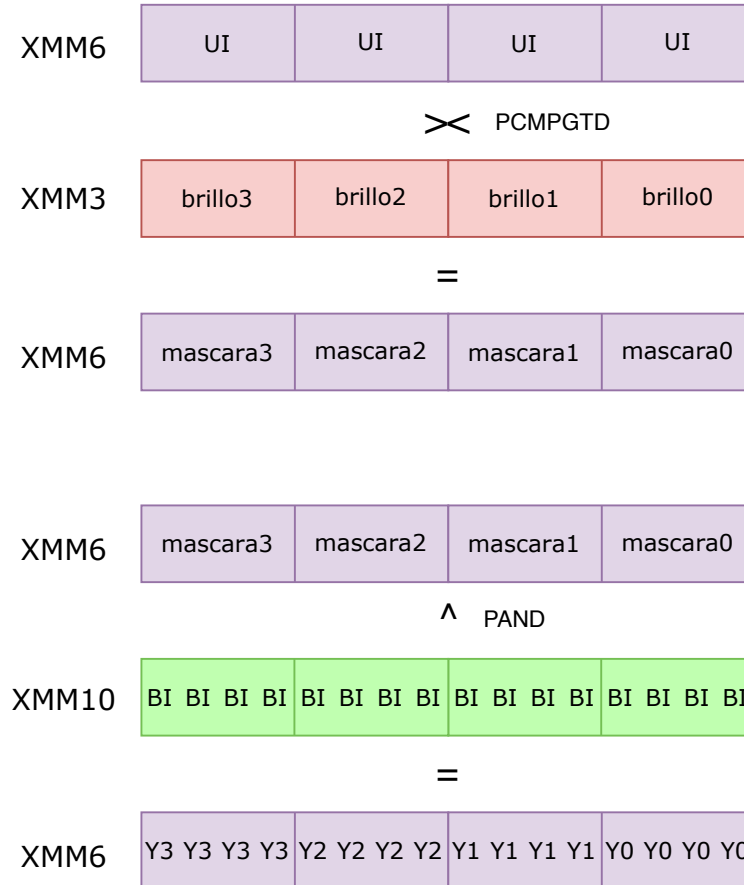 XMM6 UI UI UI UI
>< PCMPGTD
XMM3 brillo3 brillo2 brillo1 brillo0
=
XMM6 mascara3 mascara2 mascara1 mascara0
XMM6 mascara3 mascara2 mascara1 mascara0
^ PAND
XMM10 BI BI BI BI BI BI BI BI BI BI BI BI BI BI BI BI
=
XMM6 Y3 Y3 Y3 Y3 Y2 Y2 Y2 Y2 Y1 Y1 Y1 Y1 Y0 Y0 Y0 Y0